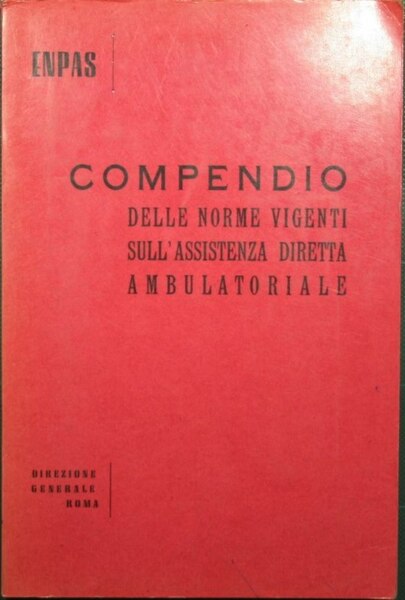 ENPAS
COMPENDIO
DELLE NORME VIGENTI
SULL'ASSISTENZA DIRETTA
AMBULATORIALE
DIREZIONE
GENERALE
ROMA